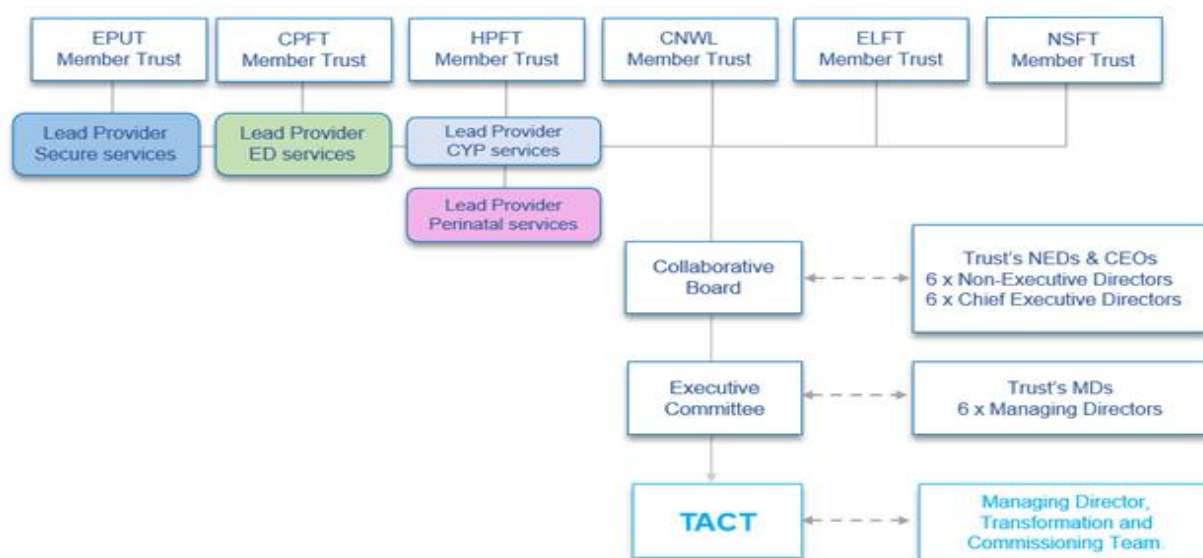 EPUT
Member Trust
CPFT
Member Trust
HPFT
Member Trust
CNWL
Member Trust
ELFT
Member Trust
NSFT
Member Trust
Lead Provider
Secure services
Lead Provider
ED services
Lead Provider
CYP services
Lead Provider
Perinatal services
Collaborative
Board
Trust's NEDs & CEOs
6 x Non-Executive Directors
6 x Chief Executive Directors
Executive
Committee
Trust's MDs
6 x Managing Directors
TACT
Managing Director,
Transformation and
Commissioning Team.